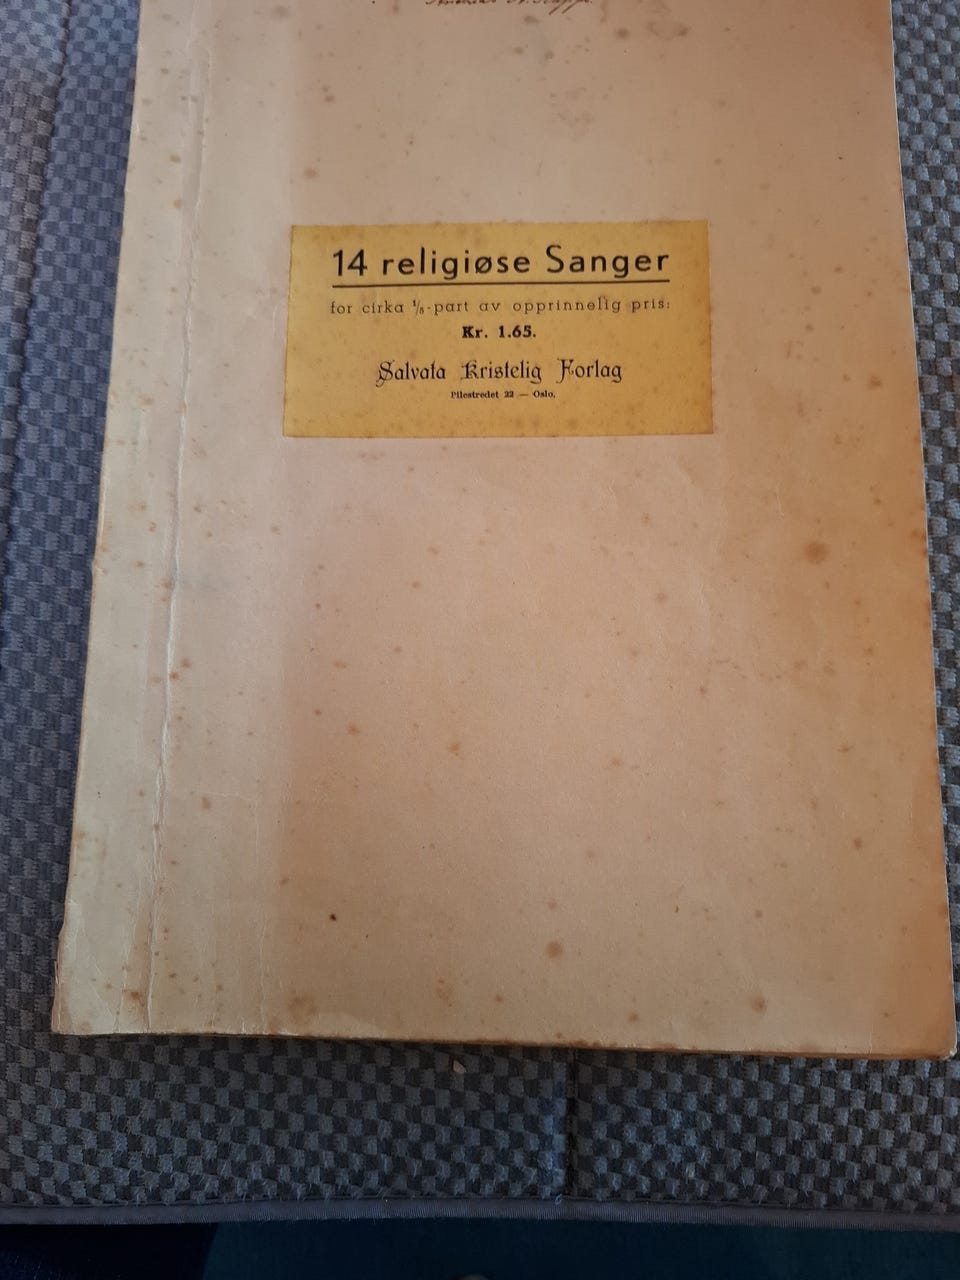 14 religiøse Sanger
for cirka 1/5-part av opprinnelig pris:
Kr. 1.65.
Salvata Kristelig Forlag
Pilestredet 22 — Oslo.